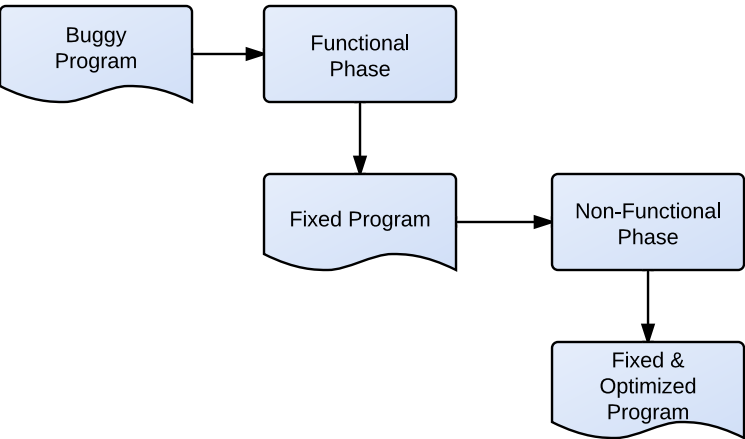 Buggy
Program
Functional
Phase
Fixed Program
Non-Functional
Phase
Fixed &
Optimized
Program